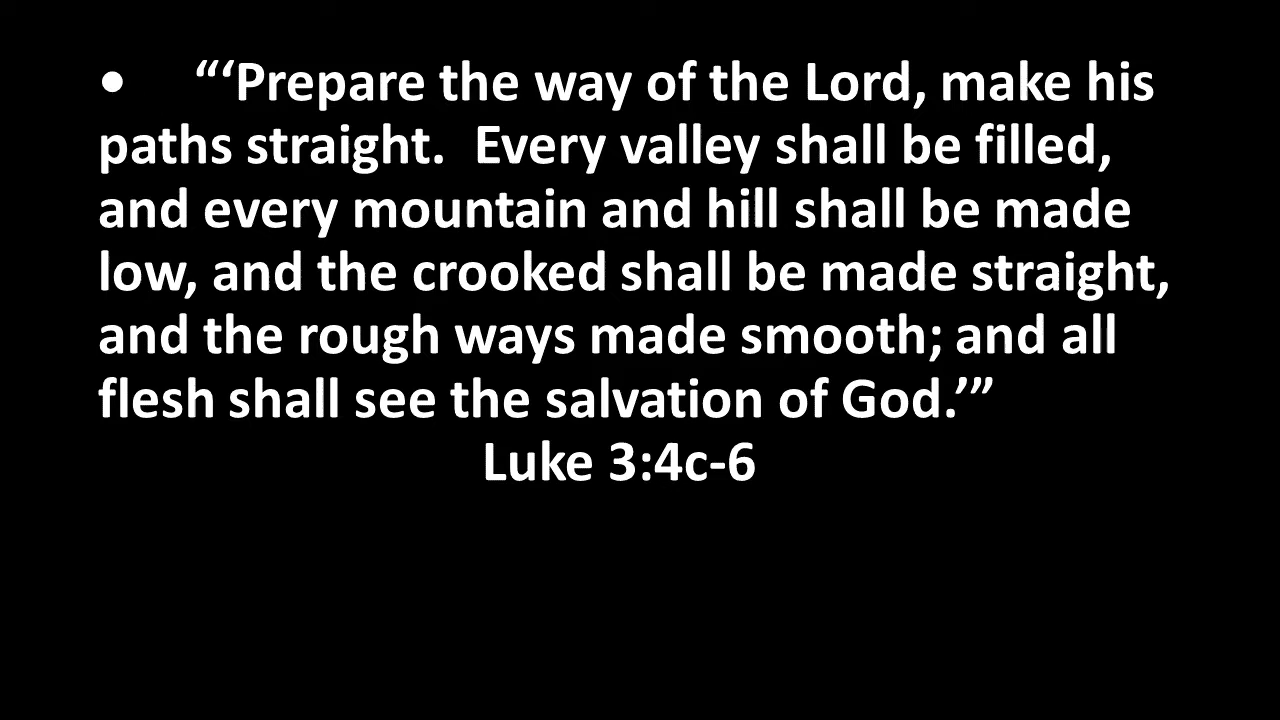 • “‘Prepare the way of the Lord, make his
paths straight.  Every valley shall be filled,
and every mountain and hill shall be made
low, and the crooked shall be made straight,
and the rough ways made smooth; and all
flesh shall see the salvation of God.’”
Luke 3:4c-6